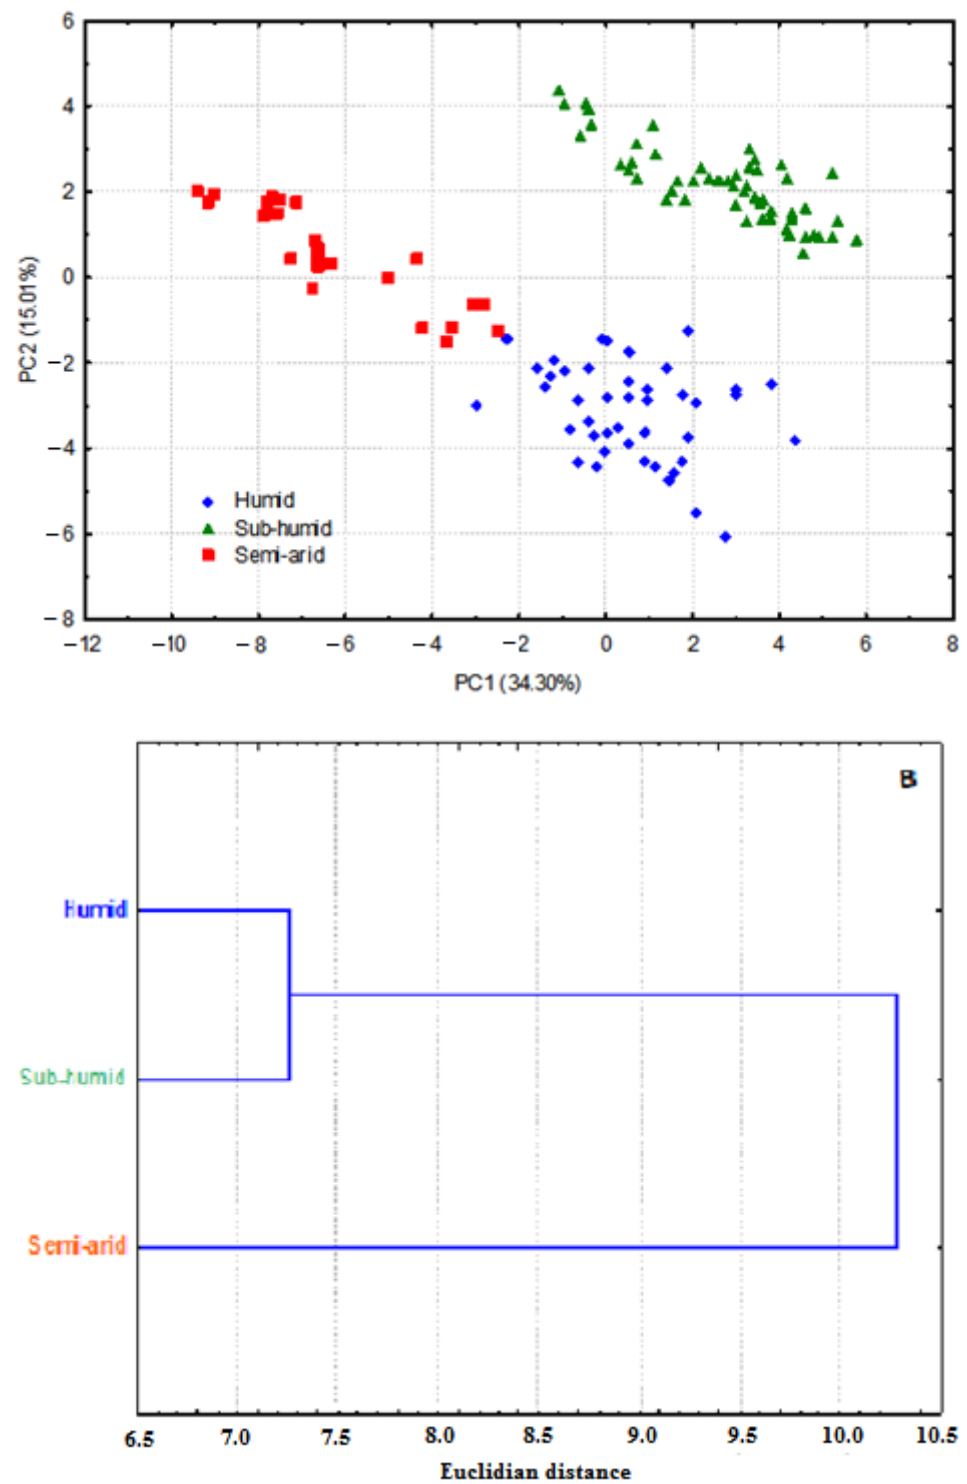 6
4
2
0
−2
−4
−6
−8
PC2 (15.01%)
Humid
Sub-humid
Semi-arid
−12 −10 −8 −6 −4 −2 0 2 4 6 8
PC1 (34.30%)
B
Humid
Sub-humid
Semi-arid
6.5 7.0 7.5 8.0 8.5 9.0 9.5 10.0 10.5
Euclidian distance